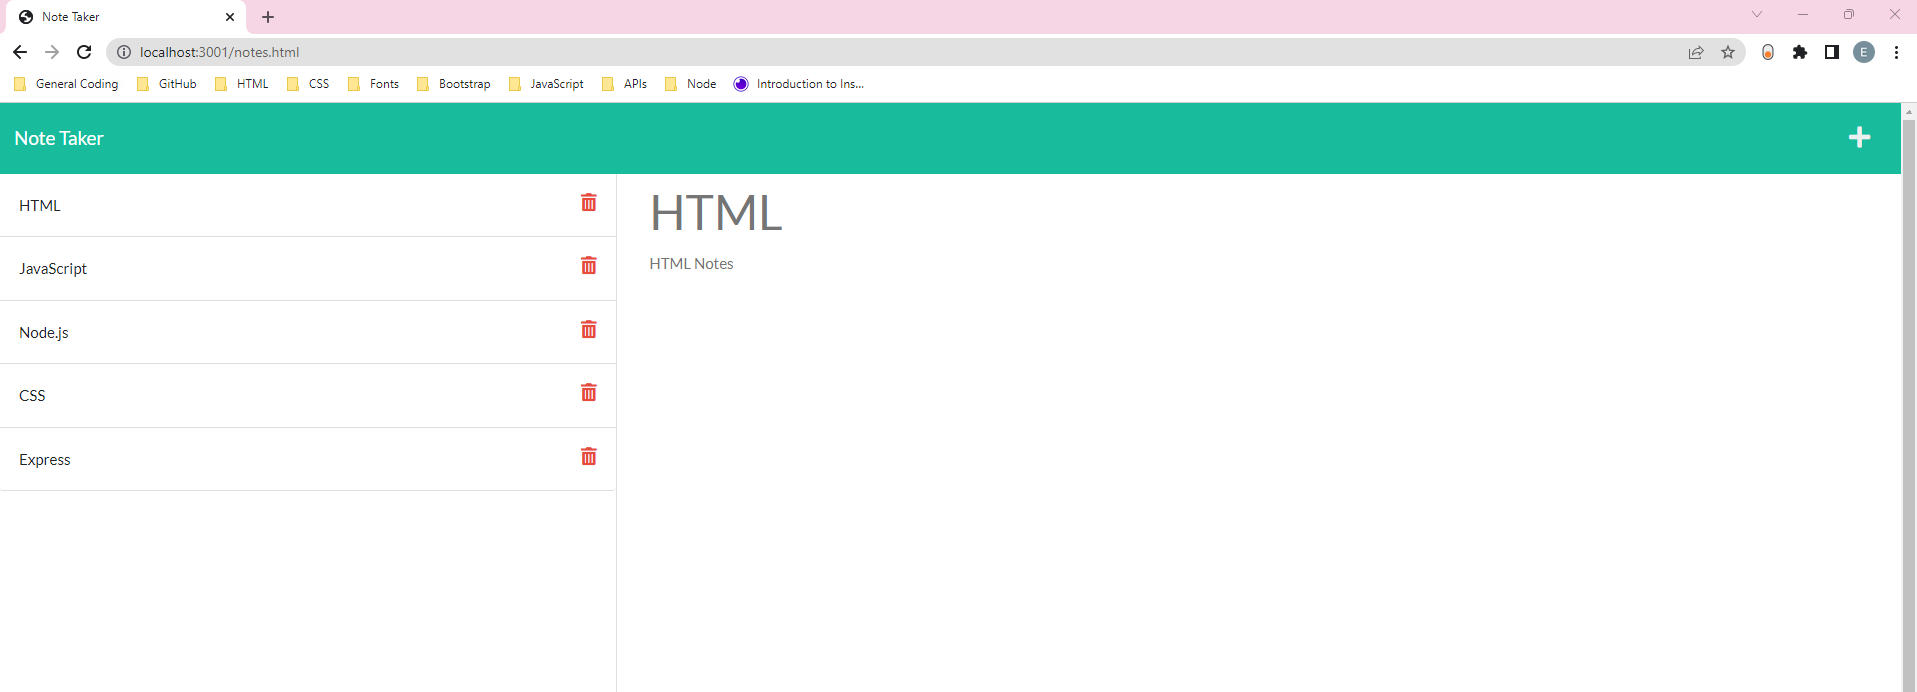 Note Taker
localhost:3001/notes.html
E
General Coding GitHub HTML CSS Fonts Bootstrap JavaScript APIs Node Introduction to Ins...
Note Taker
HTML
JavaScript
Node.js
CSS
Express
HTML
HTML Notes